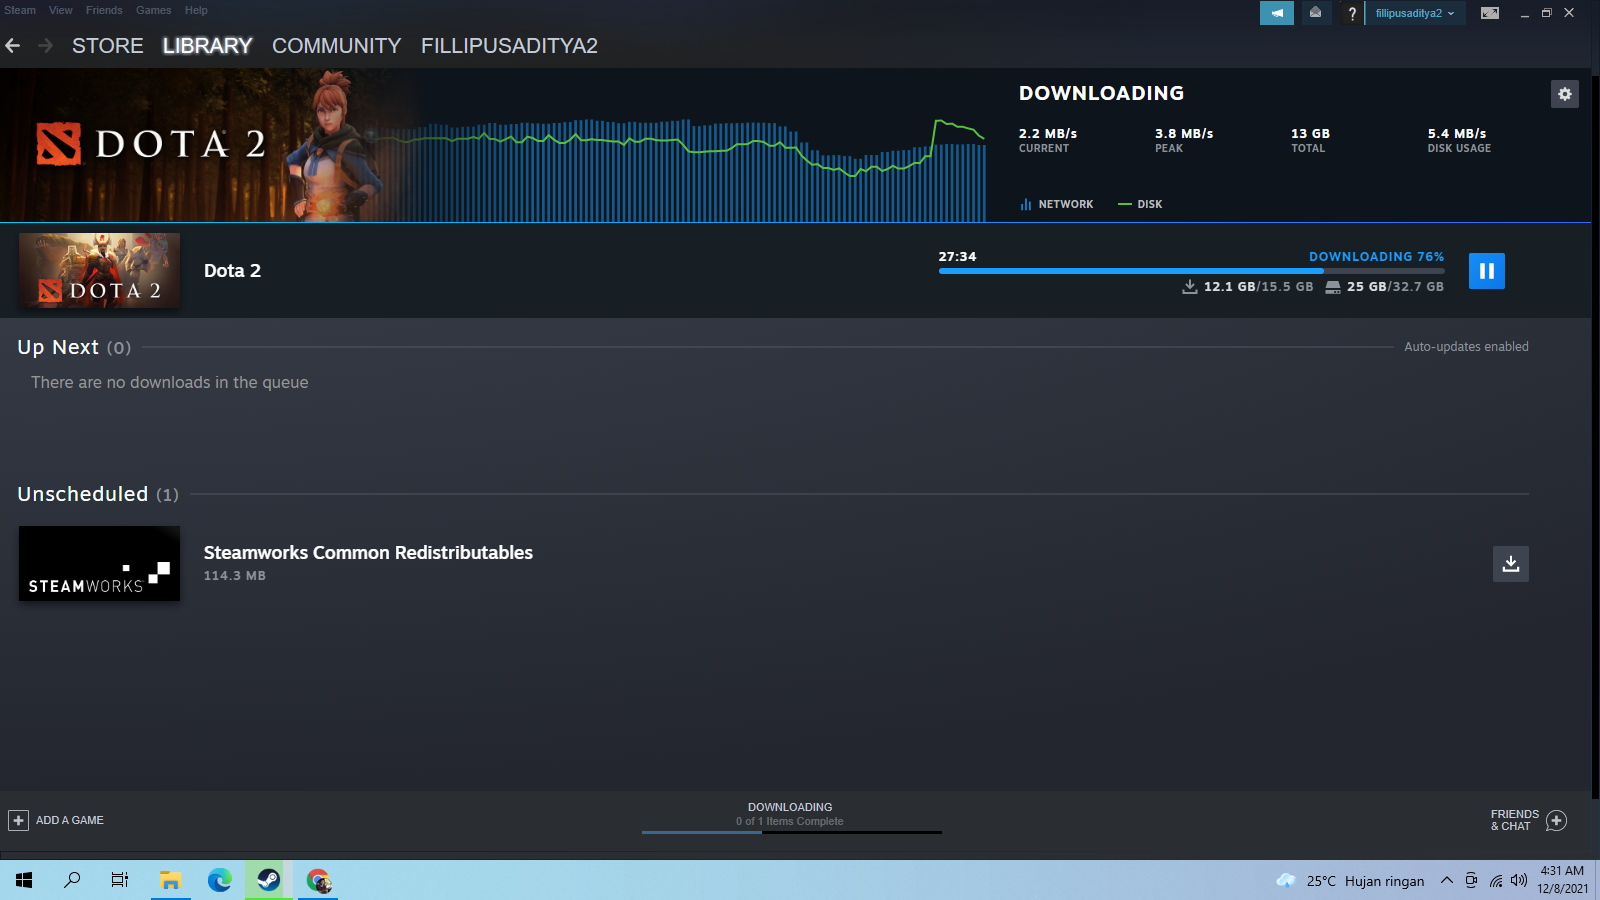 Steam View Friends Games Help
? fillipusaditya2
STORE LIBRARY COMMUNITY FILLIPUSADITYA2
DOTA 2
DOWNLOADING
2.2 MB/s 3.8 MB/s 13 GB 5.4 MB/s
CURRENT PEAK TOTAL DISK USAGE
NETWORK DISK
DOTA 2
Dota 2
27:34 DOWNLOADING 76%
12.1 GB/15.5 GB 25 GB/32.7 GB
Up Next (0) Auto-updates enabled
There are no downloads in the queue
Unscheduled (1)
STEAMWORKS
Steamworks Common Redistributables
114.3 MB
ADD A GAME
DOWNLOADING
0 of 1 Items Complete
FRIENDS
& CHAT
25°C Hujan ringan
4:31 AM
12/8/2021